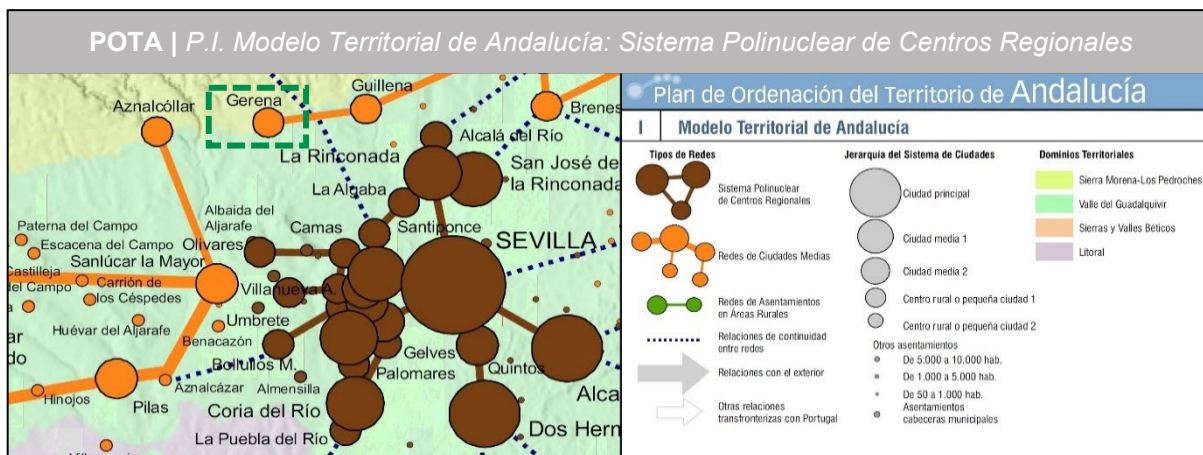 POTA | P.I. Modelo Territorial de Andalucía: Sistema Polinuclear de Centros Regionales
Gerena
Guillena
Aznalcóllar
Brenes
Alcalá del Río
La Rinconada
San José de
la Rinconada
La Algaba
Albaida del
Aljarafe
Camas
Santiponce
Paterna del Campo
Escacena del Campo
Olivares
SEVILLA
Sanlúcar la Mayor
Castilleja
del Campo
Carrión de
los Céspedes
Villanueva A.
Umbrete
Huévar del Aljarafe
Benacazón
ar
do
Bollullos M.
Gelves
Quintos
Palomares
Almensilla
Aznalcázar
Alca
Hinojos
Pilas
Coria del Río
Dos Hern
La Puebla del Río
Plan de Ordenación del Territorio de Andalucía
I Modelo Territorial de Andalucía
Tipos de Redes
Sistema Polinuclear
de Centros Regionales
Redes de Ciudades Medias
Redes de Asentamientos
en Áreas Rurales
Relaciones de continuidad
entre redes
Relaciones con el exterior
Otras relaciones
transfronterizas con Portugal
Jerarquía del Sistema de Ciudades
Ciudad principal
Ciudad media 1
Ciudad media 2
Centro rural o pequeña ciudad 1
Centro rural o pequeña ciudad 2
Otros asentamientos
De 5.000 a 10.000 hab.
De 1.000 a 5.000 hab.
De 50 a 1.000 hab.
Asentamientos
cabeceras municipales
Dominios Territoriales
Sierra Morena-Los Pedroches
Valle del Guadalquivir
Sierras y Valles Béticos
Litoral